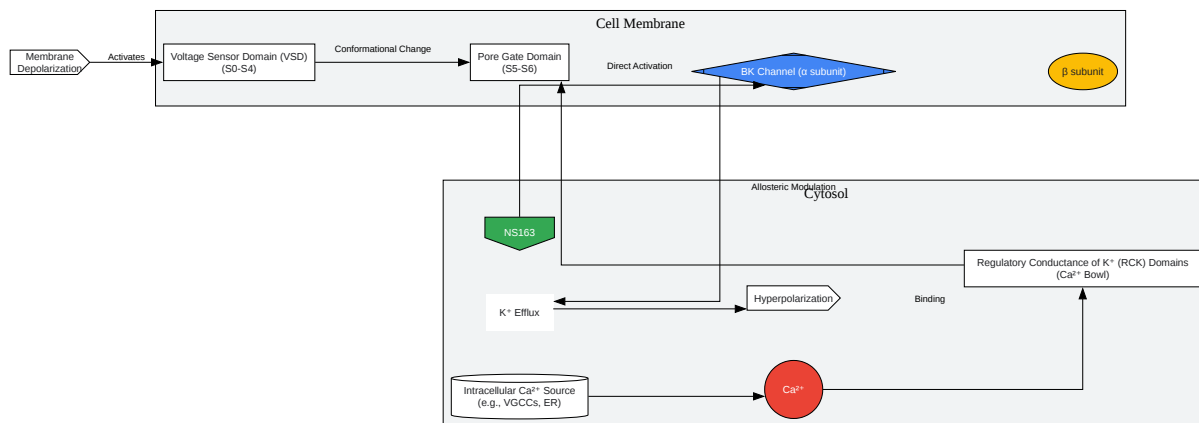 Cell Membrane
Membrane
Depolarization
Activates
Voltage Sensor Domain (VSD)
(S0-S4)
Conformational Change
Pore Gate Domain
(S5-S6)
Direct Activation
BK Channel (α subunit)
β subunit
Allosteric Modulation
Cytosol
NS163
Regulatory Conductance of K⁺ (RCK) Domains
(Ca²⁺ Bowl)
Hyperpolarization
Binding
K⁺ Efflux
Intracellular Ca²⁺ Source
(e.g., VGCCs, ER)
Ca²⁺